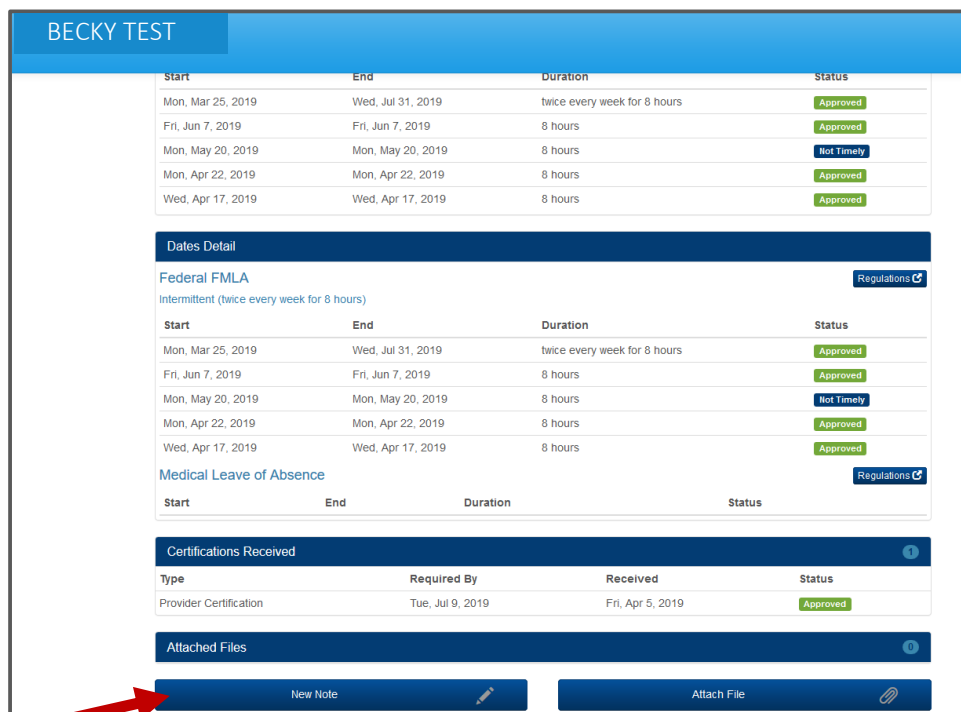 BECKY TEST
Start End Duration Status
Mon, Mar 25, 2019 Wed, Jul 31, 2019 twice every week for 8 hours Approved
Fri, Jun 7, 2019 Fri, Jun 7, 2019 8 hours Approved
Mon, May 20, 2019 Mon, May 20, 2019 8 hours Not Timely
Mon, Apr 22, 2019 Mon, Apr 22, 2019 8 hours Approved
Wed, Apr 17, 2019 Wed, Apr 17, 2019 8 hours Approved
Dates Detail
Federal FMLA Regulations
Intermittent (twice every week for 8 hours)
Start End Duration Status
Mon, Mar 25, 2019 Wed, Jul 31, 2019 twice every week for 8 hours Approved
Fri, Jun 7, 2019 Fri, Jun 7, 2019 8 hours Approved
Mon, May 20, 2019 Mon, May 20, 2019 8 hours Not Timely
Mon, Apr 22, 2019 Mon, Apr 22, 2019 8 hours Approved
Wed, Apr 17, 2019 Wed, Apr 17, 2019 8 hours Approved
Medical Leave of Absence Regulations
Start End Duration Status
Certifications Received 1
Type Required By Received Status
Provider Certification Tue, Jul 9, 2019 Fri, Apr 5, 2019 Approved
Attached Files 0
New Note Attach File